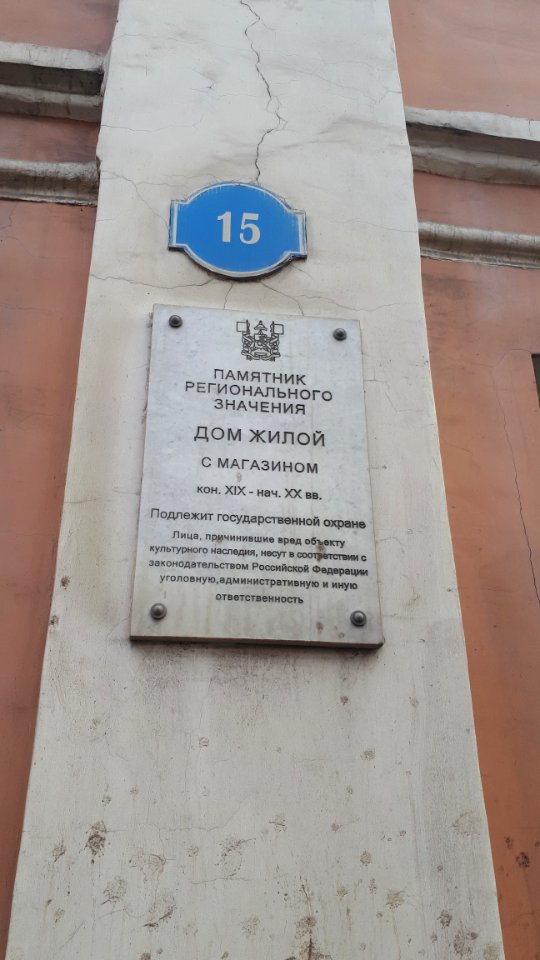 15
ПАМЯТНИК
РЕГИОНАЛЬНОГО
ЗНАЧЕНИЯ
ДОМ ЖИЛОЙ
С МАГАЗИНОМ
кон. XIX - нач. XX вв.
Подлежит государственной охране
Лица, причинившие вред объекту
культурного наследия, несут в соответствии с
законодательством Российской Федерации
уголовную,административную и иную
ответственность